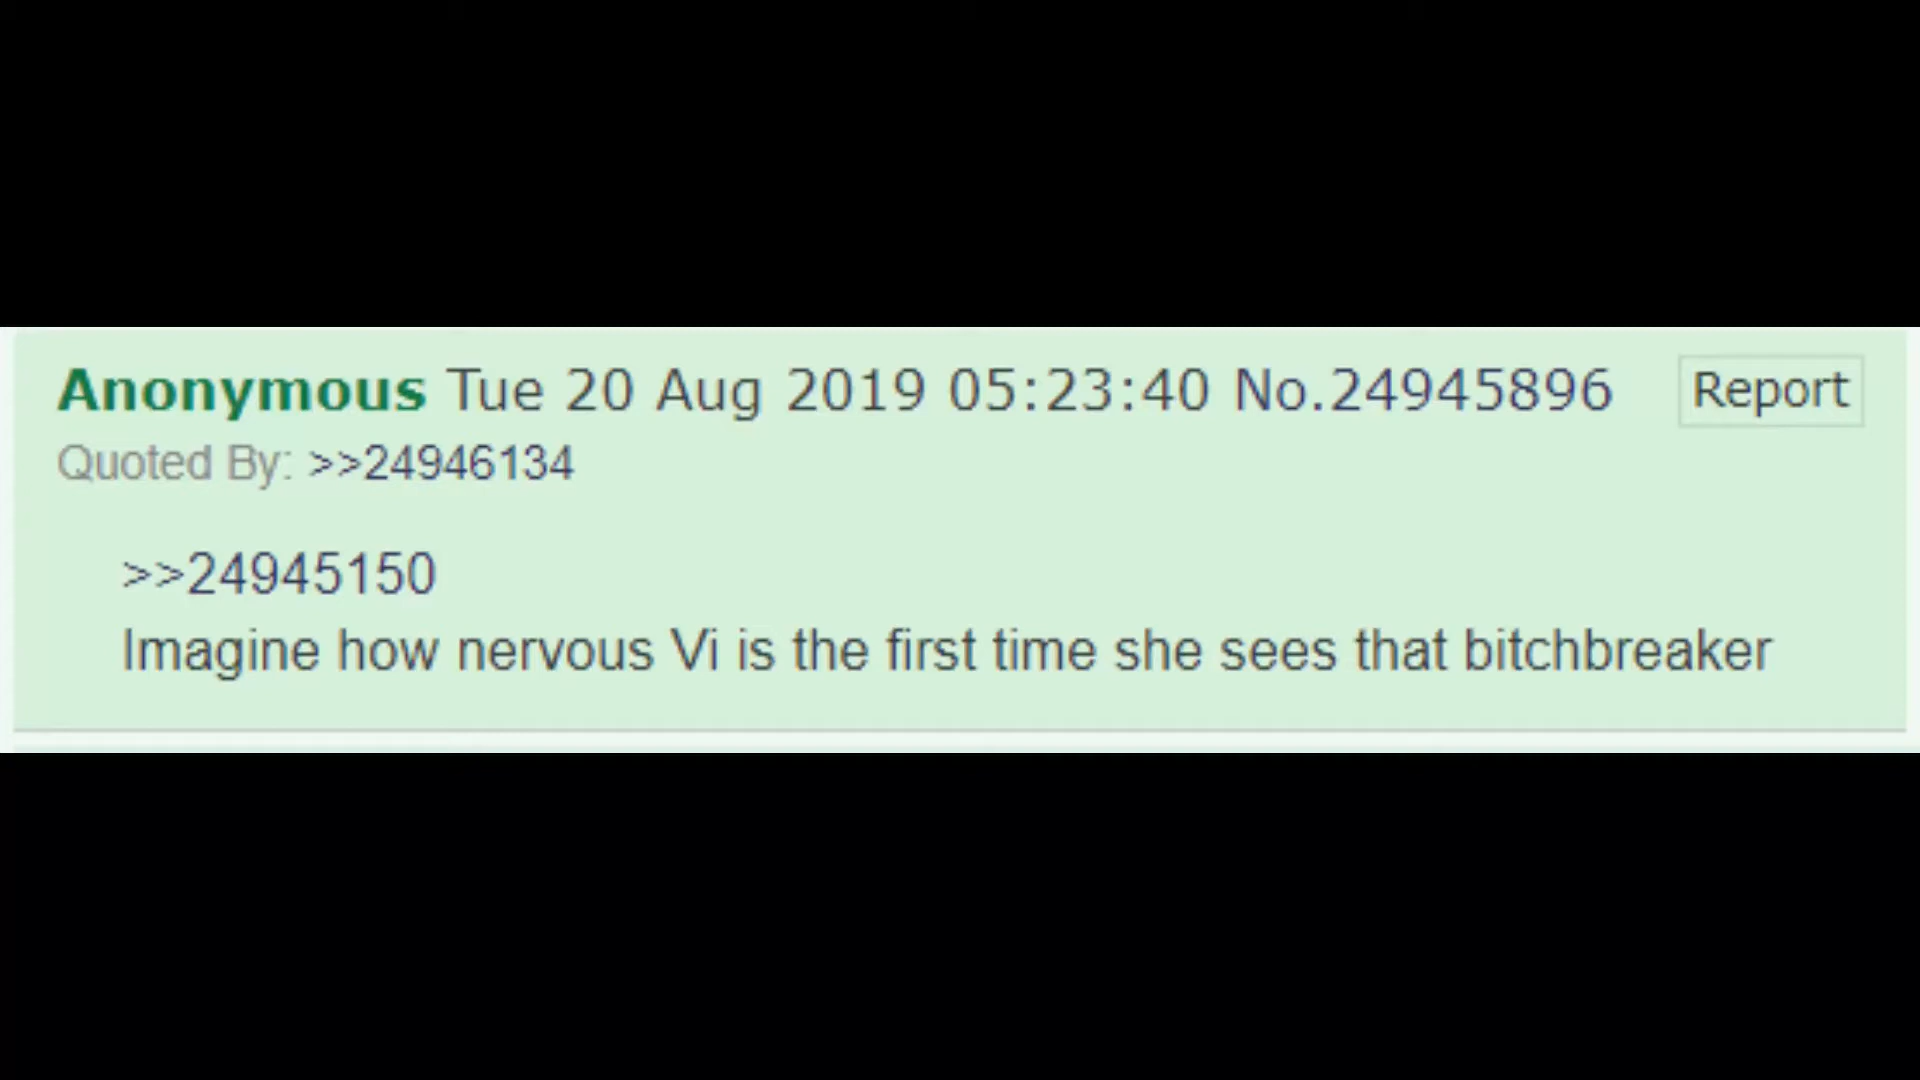 Anonymous Tue 20 Aug 2019 05:23:40 No.24945896 Report
Quoted By: >>24946134
>>24945150
Imagine how nervous Vi is the first time she sees that bitchbreaker